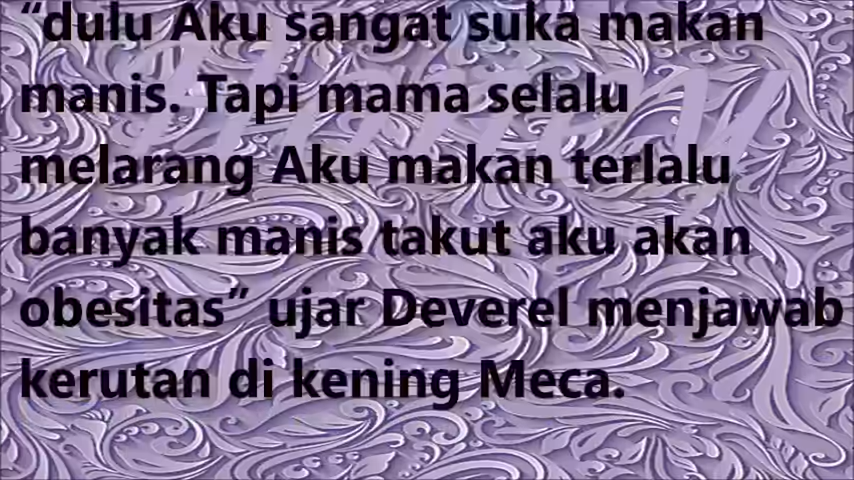 “dulu Aku sangat suka makan
manis. Tapi mama selalu
melarang Aku makan terlalu
banyak manis takut aku akan
obesitas” ujar Deverel menjawab
kerutan di kening Meca.